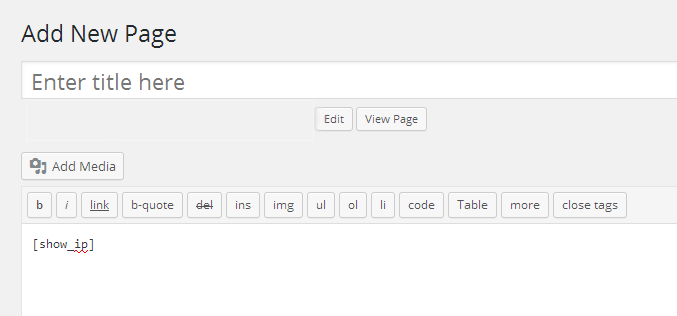 Add New Page
Enter title here
Edit View Page
Add Media
b i link b-quote del ins img ul ol li code Table more close tags
[show_ip]